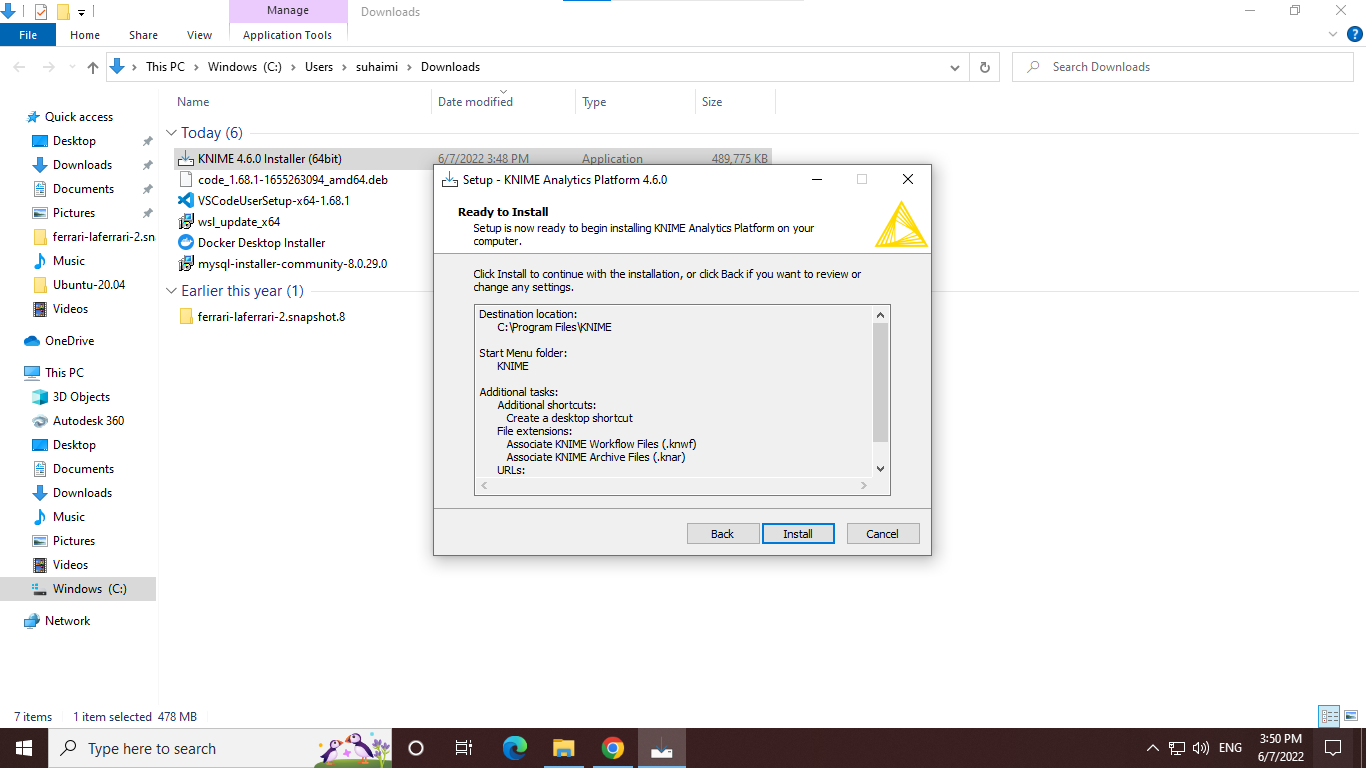 Manage
Downloads
File
Home
Share
View
Application Tools
This PC
Windows (C:)
Users
suhaimi
Downloads
Search Downloads
Name
Date modified
Type
Size
Quick access
Desktop
Downloads
Documents
Pictures
ferrari-laferrari-2.sn
Music
Ubuntu-20.04
Videos
OneDrive
This PC
3D Objects
Autodesk 360
Desktop
Documents
Downloads
Music
Pictures
Videos
Windows (C:)
Network
Today (6)
KNIME 4.6.0 Installer (64bit) 6/7/2022 3:48 PM Application 489,775 KB
code_1.68.1-1655263094_amd64.deb
VSCodeUserSetup-x64-1.68.1
wsl_update_x64
Docker Desktop Installer
mysql-installer-community-8.0.29.0
Earlier this year (1)
ferrari-laferrari-2.snapshot.8
Setup - KNIME Analytics Platform 4.6.0
Ready to Install
Setup is now ready to begin installing KNIME Analytics Platform on your
computer.
Click Install to continue with the installation, or click Back if you want to review or
change any settings.
Destination location:
C:\Program Files\KNIME
Start Menu folder:
KNIME
Additional tasks:
Additional shortcuts:
Create a desktop shortcut
File extensions:
Associate KNIME Workflow Files (.knwf)
Associate KNIME Archive Files (.knar)
URLs:
Back
Install
Cancel
7 items
1 item selected 478 MB
Type here to search
ENG
3:50 PM
6/7/2022